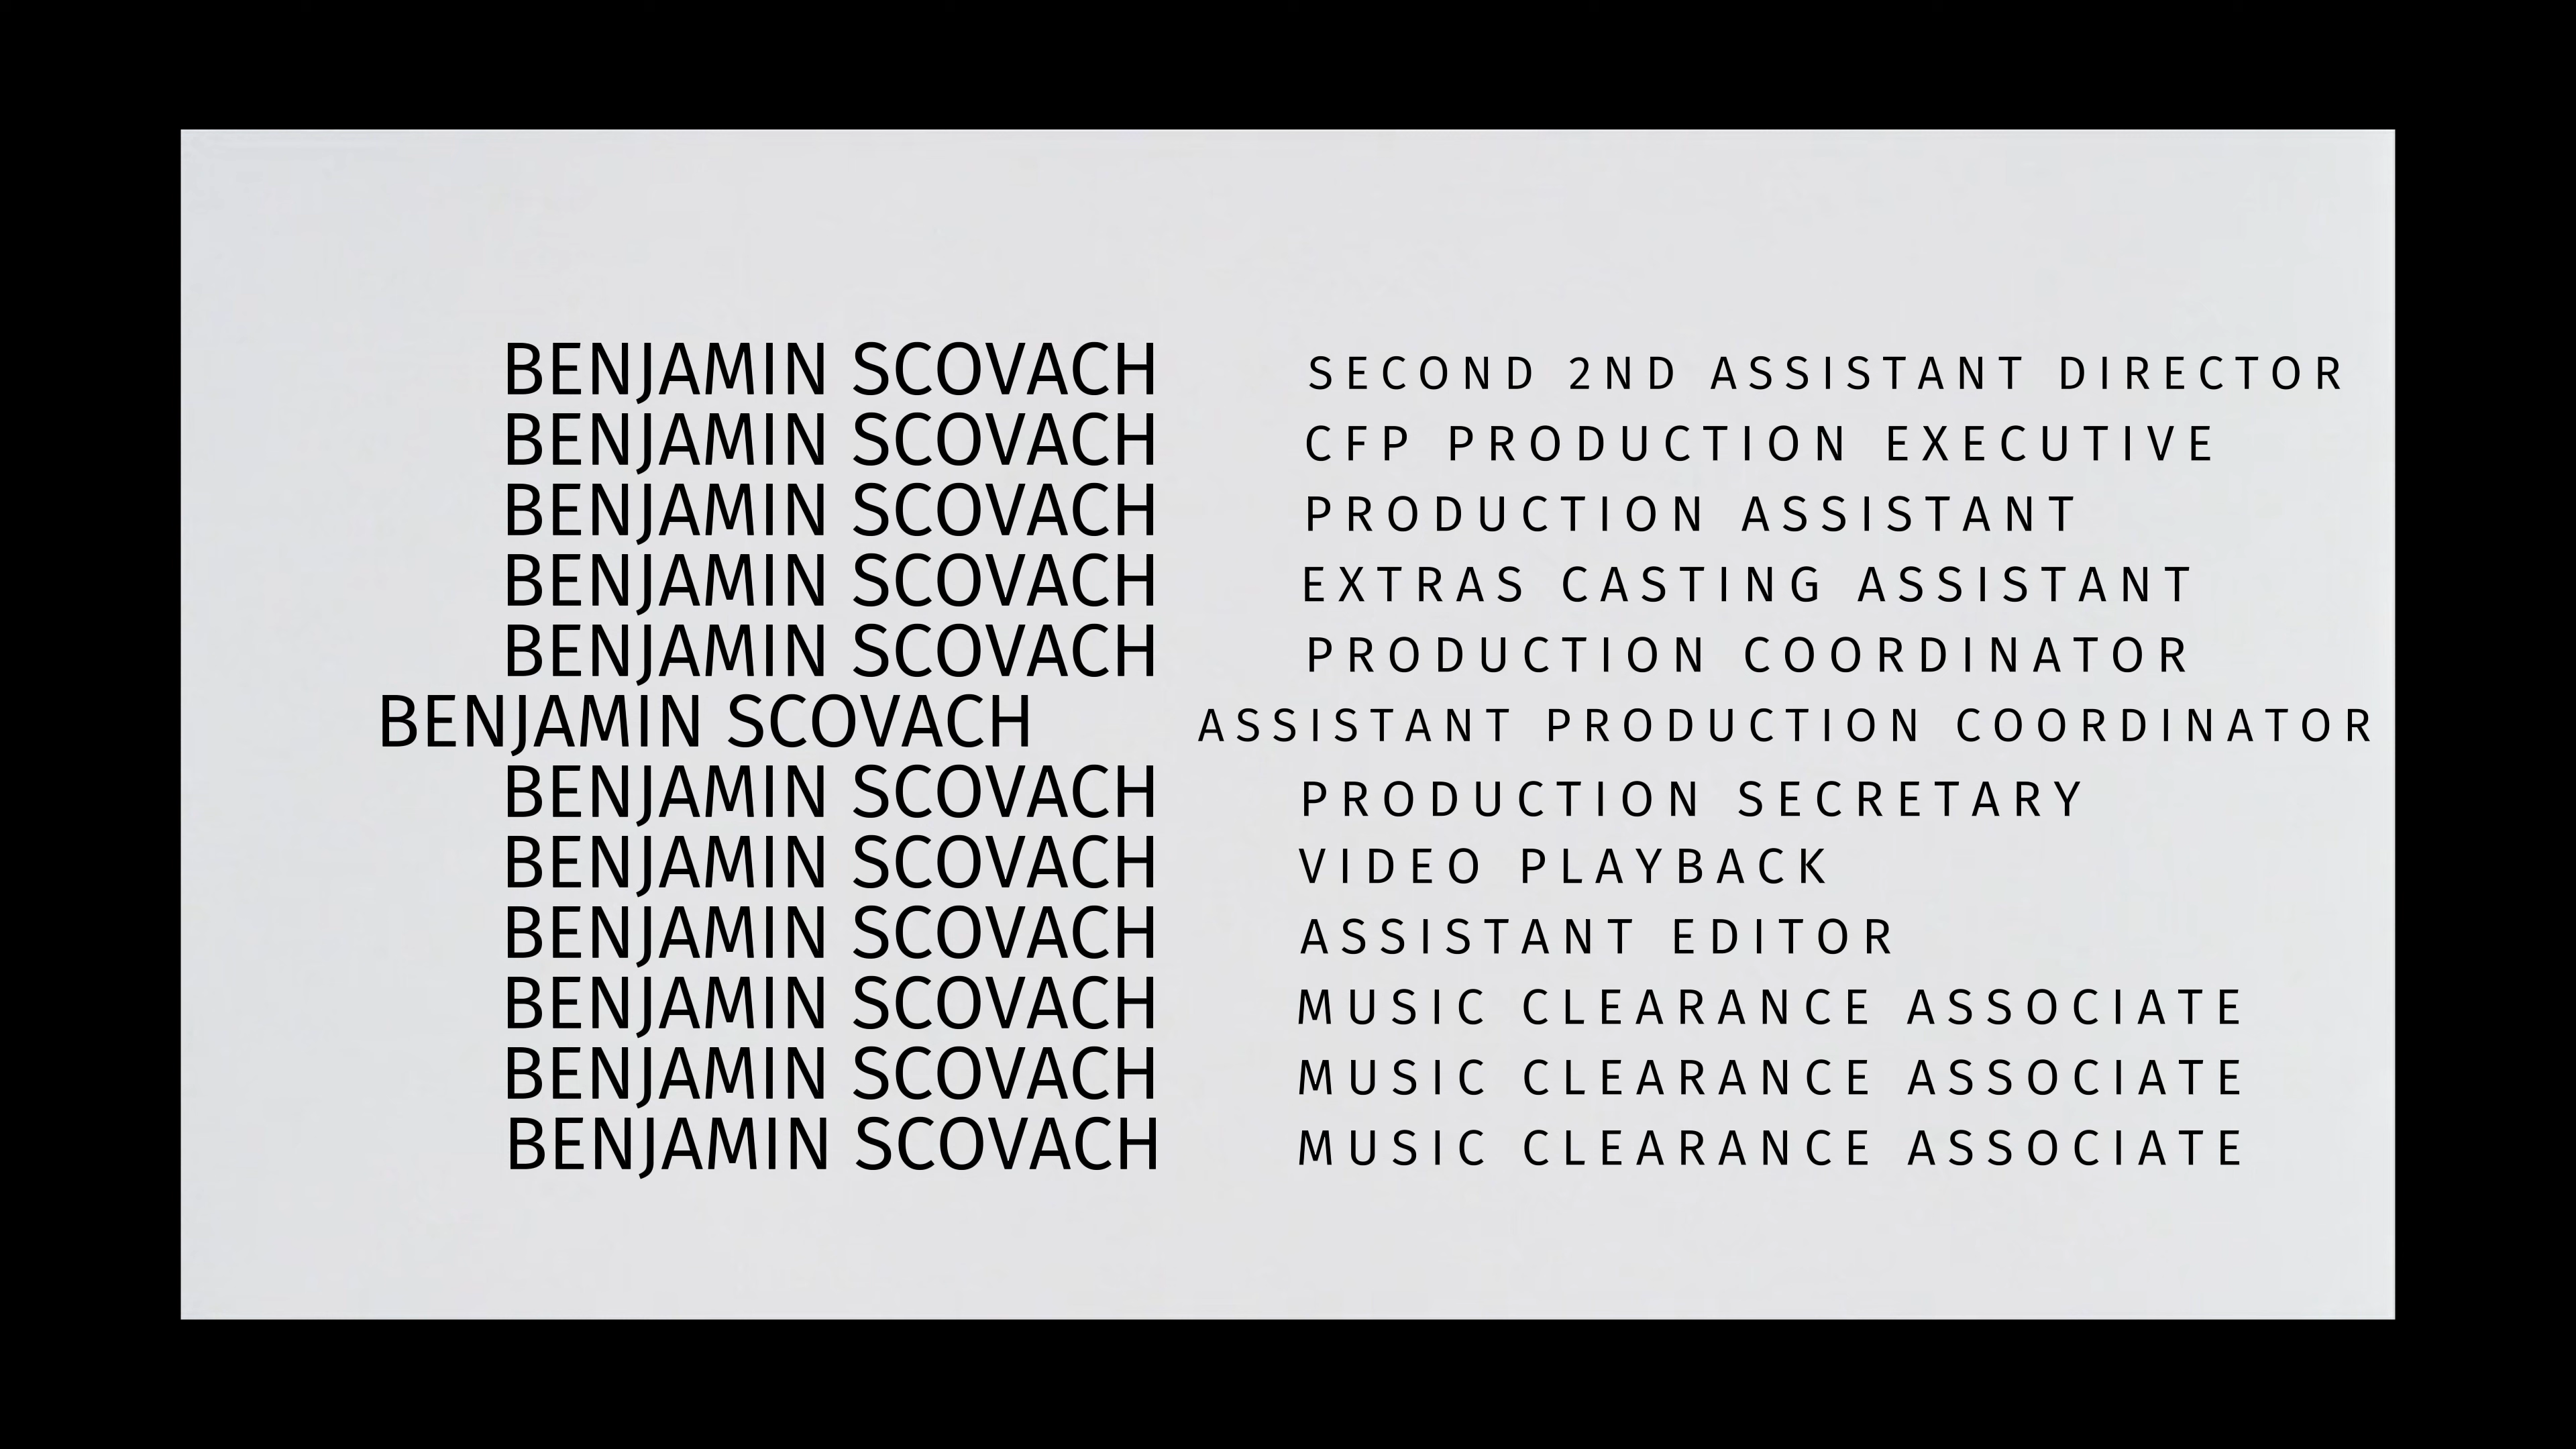 BENJAMIN SCOVACH SECOND 2ND ASSISTANT DIRECTOR
BENJAMIN SCOVACH CFP PRODUCTION EXECUTIVE
BENJAMIN SCOVACH PRODUCTION ASSISTANT
BENJAMIN SCOVACH EXTRAS CASTING ASSISTANT
BENJAMIN SCOVACH PRODUCTION COORDINATOR
BENJAMIN SCOVACH ASSISTANT PRODUCTION COORDINATOR
BENJAMIN SCOVACH PRODUCTION SECRETARY
BENJAMIN SCOVACH VIDEO PLAYBACK
BENJAMIN SCOVACH ASSISTANT EDITOR
BENJAMIN SCOVACH MUSIC CLEARANCE ASSOCIATE
BENJAMIN SCOVACH MUSIC CLEARANCE ASSOCIATE
BENJAMIN SCOVACH MUSIC CLEARANCE ASSOCIATE